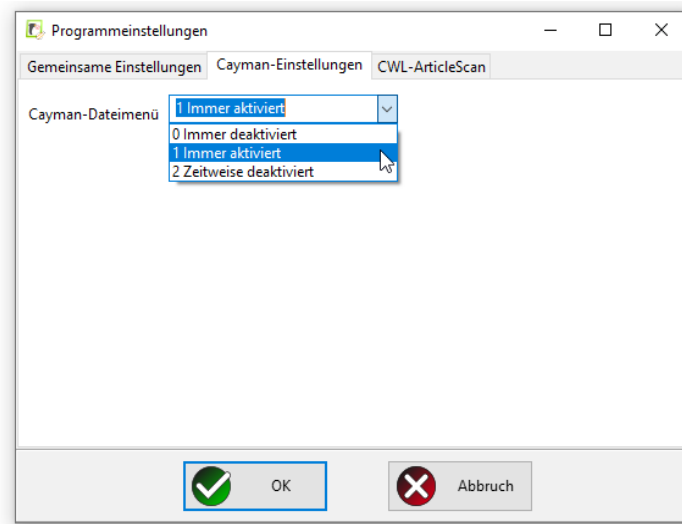 Programmeinstellungen
Gemeinsame Einstellungen Cayman-Einstellungen CWL-ArticleScan
Cayman-Dateimenü 1 Immer aktiviert
0 Immer deaktiviert
1 Immer aktiviert
2 Zeitweise deaktiviert
OK Abbruch